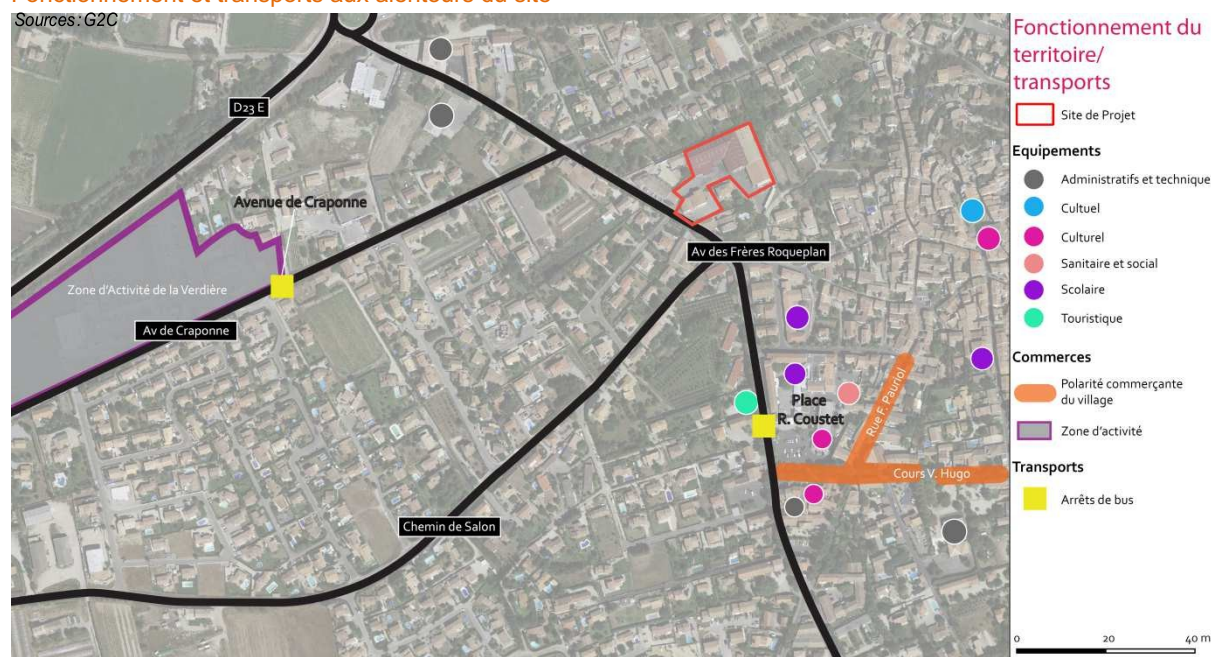 Fonctionnement et transports aux alentours du site
Sources : G2C
D23 E
Avenue de Craponne
Zone d'Activité de la Verdière
Av de Craponne
Av des Frères Roqueplan
Place
R. Coustet
Rue F. Pauriol
Cours V. Hugo
Chemin de Salon
Fonctionnement du
territoire/
transports
Site de Projet
Equipements
Administratifs et technique
Cultuel
Culturel
Sanitaire et social
Scolaire
Touristique
Commerces
Polarité commerçante
du village
Zone d'activité
Transports
Arrêts de bus
0 20 40 m